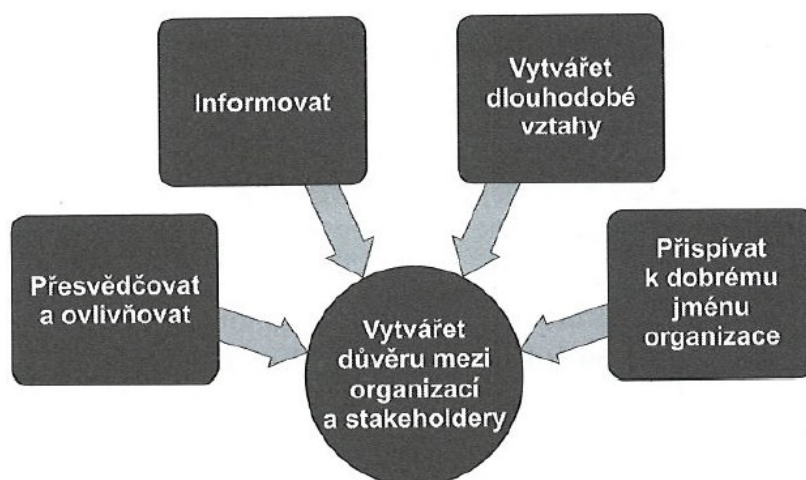 Informovat
Vytvářet
dlouhodobé
vztahy
Přesvědčovat
a ovlivňovat
Přispívat
k dobrému
jménu
organizace
Vytvářet
důvěru mezi
organizací
a stakeholdery